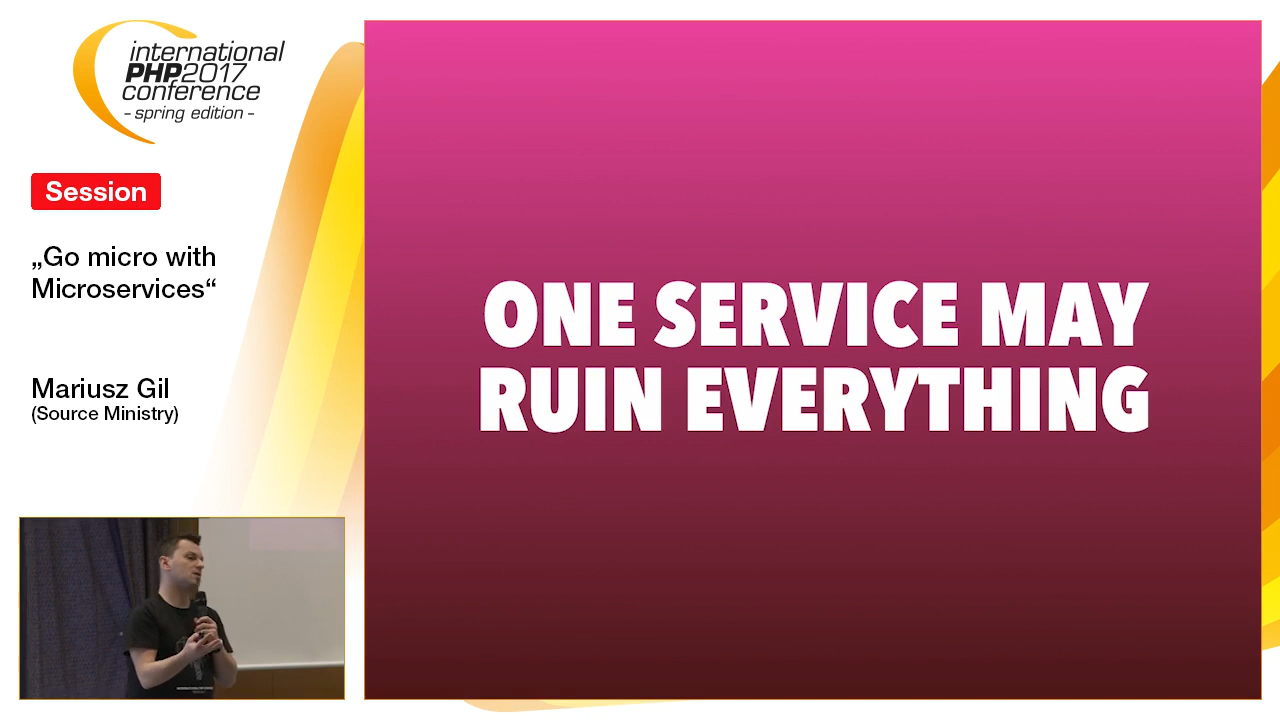 international
PHP2017
conference
- spring edition -
Session
„Go micro with
Microservices“
Mariusz Gil
(Source Ministry)
ONE SERVICE MAY
RUIN EVERYTHING